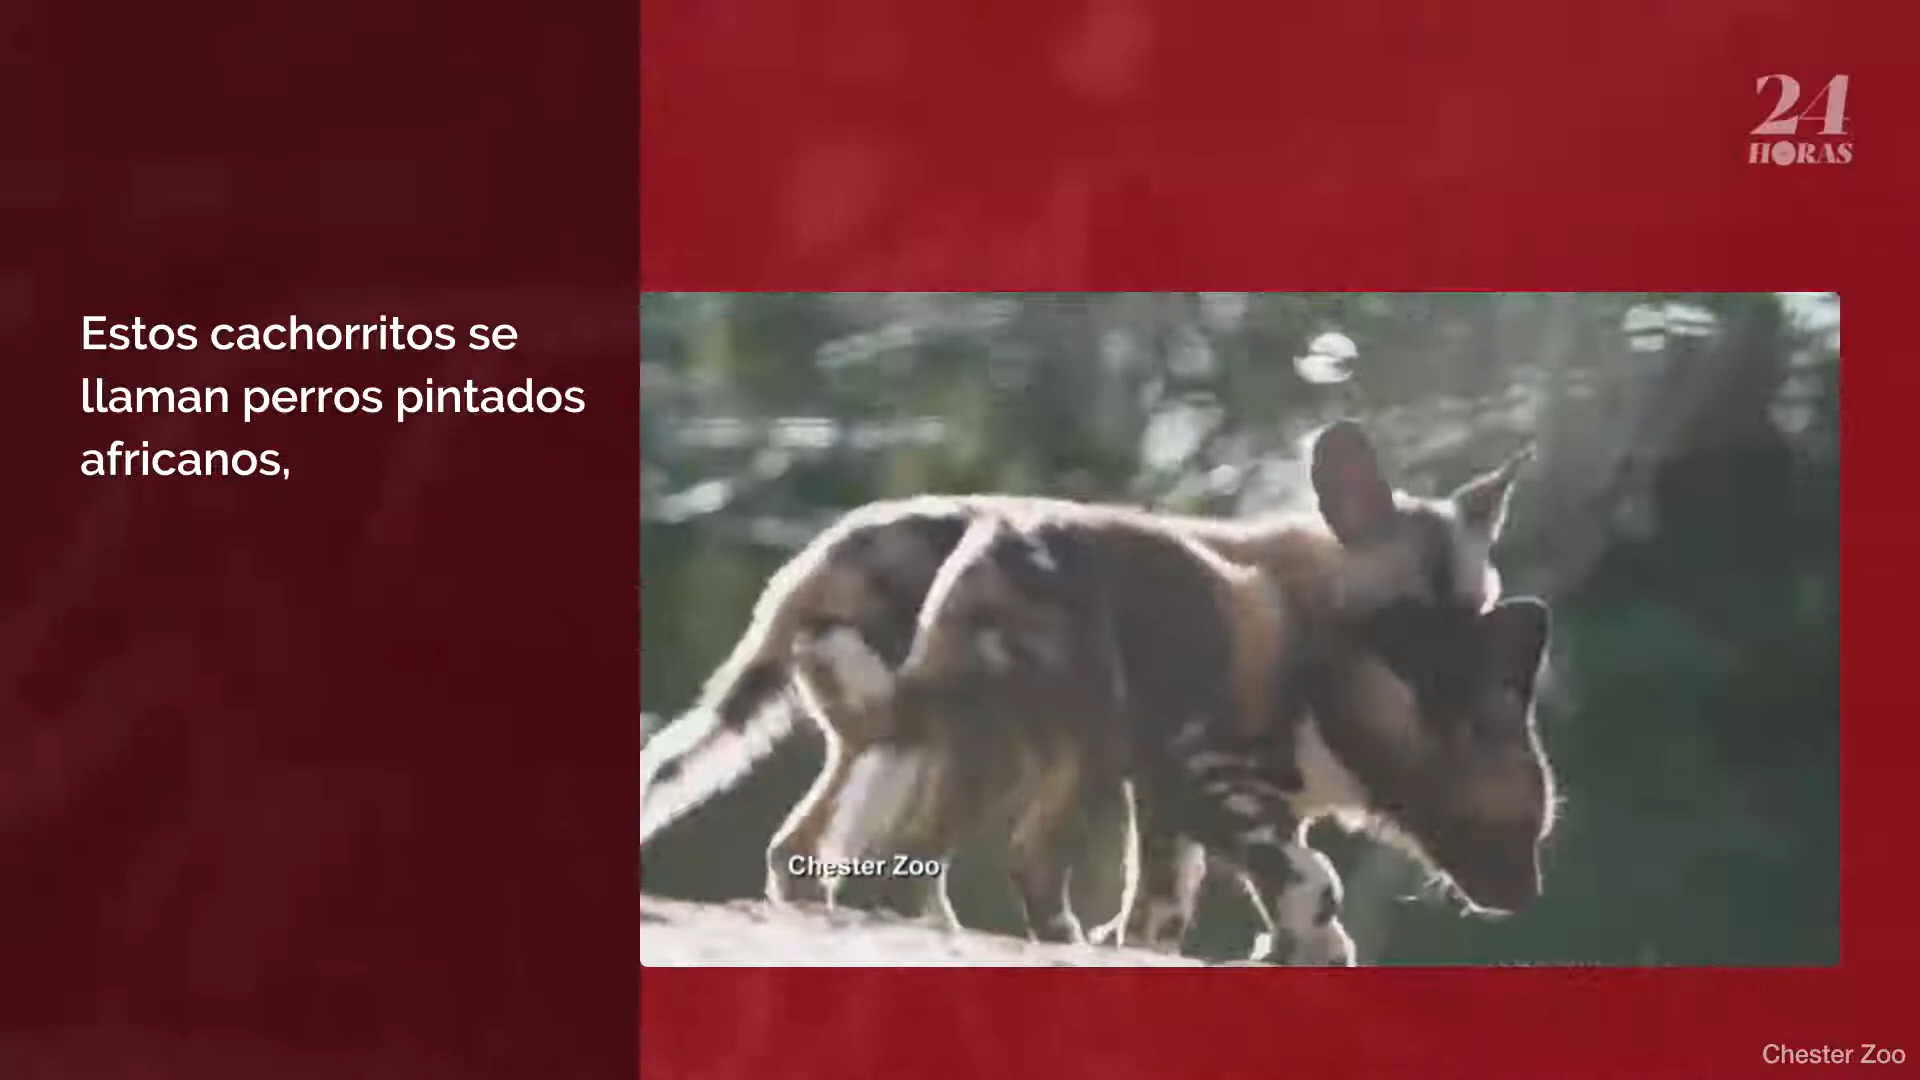 24
HORAS
Estos cachorritos se
llaman perros pintados
africanos,
Chester Zoo
Chester Zoo